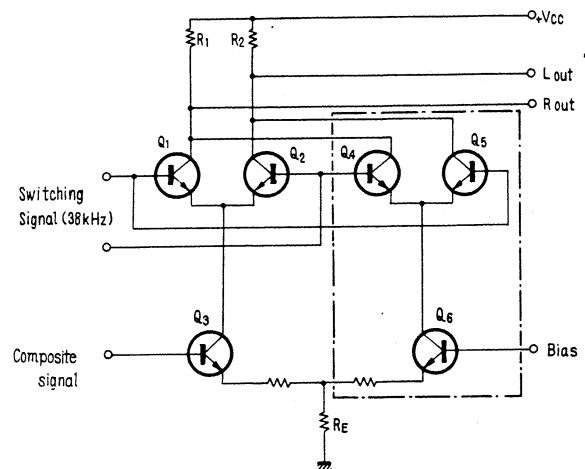 +Vcc
R1
R2
L out
R out
Q1
Q2
Q4
Q5
Switching
Signal (38kHz)
Q3
Q6
Composite
signal
Bias
RE